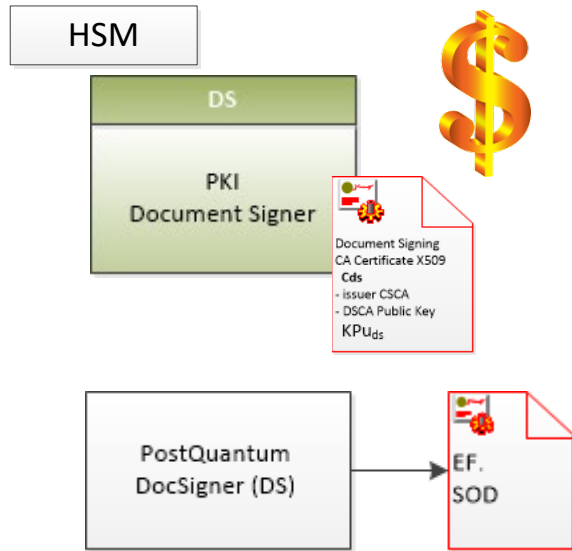 HSM
DS
PKI
Document Signer
Document Signing
CA Certificate X509
Cds
- issuer CSCA
- DSCA Public Key
KPuds
PostQuantum
DocSigner (DS)
EF.
SOD